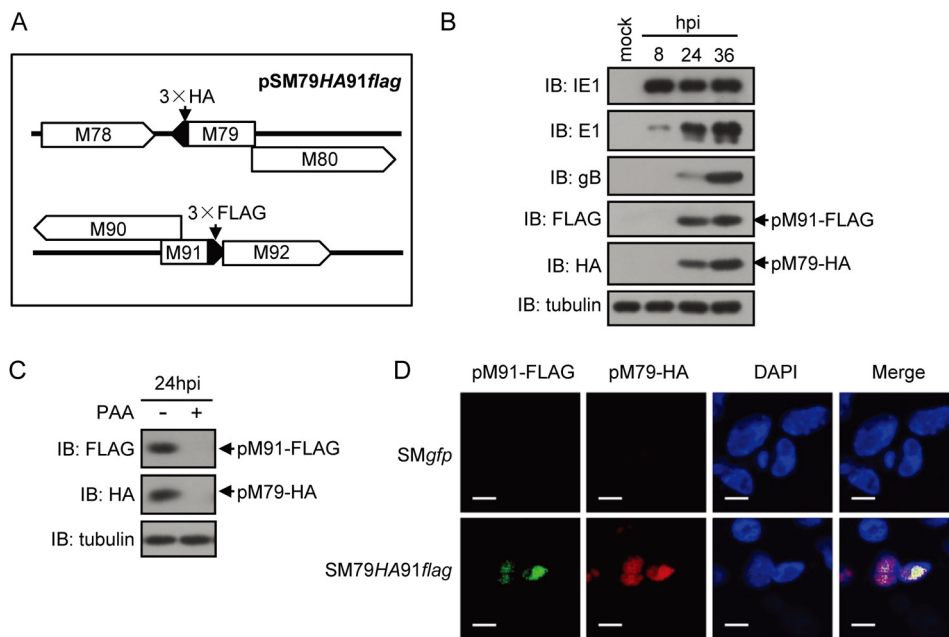 A
pSM79HA91flag
3×HA
M78
M79
M80
3×FLAG
M90
M91
M92
B
mock
hpi
8 24 36
IB: IE1
IB: E1
IB: gB
IB: FLAG
pM91-FLAG
IB: HA
pM79-HA
IB: tubulin
C
24hpi
PAA - +
IB: FLAG
pM91-FLAG
IB: HA
pM79-HA
IB: tubulin
D
pM91-FLAG pM79-HA DAPI Merge
SMgfp
SM79HA91flag